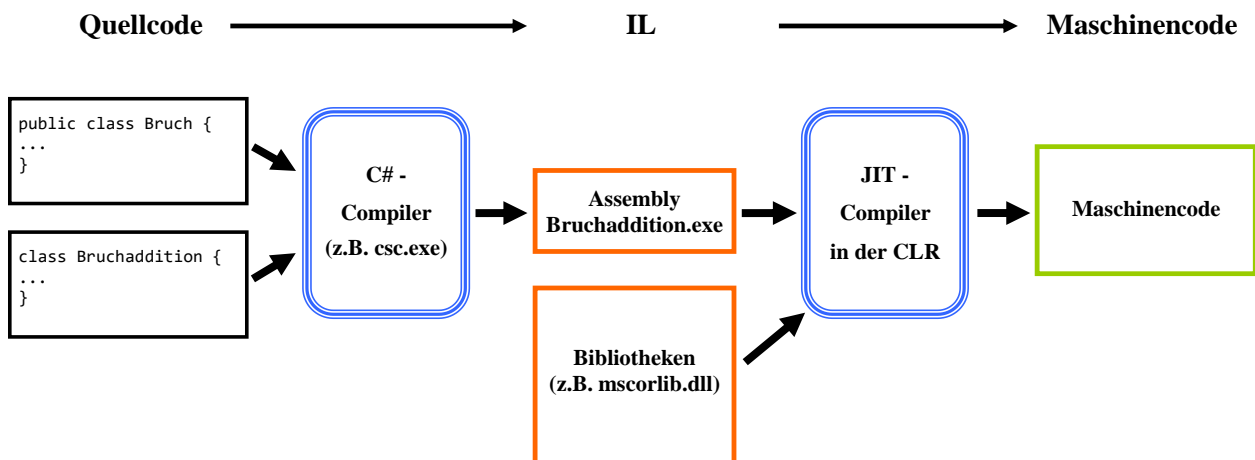 Quellcode
IL
Maschinencode
public class Bruch {
...
}
class Bruchaddition {
...
}
C# -
Compiler
(z.B. csc.exe)
Assembly
Bruchaddition.exe
Bibliotheken
(z.B. mscorlib.dll)
JIT -
Compiler
in der CLR
Maschinencode